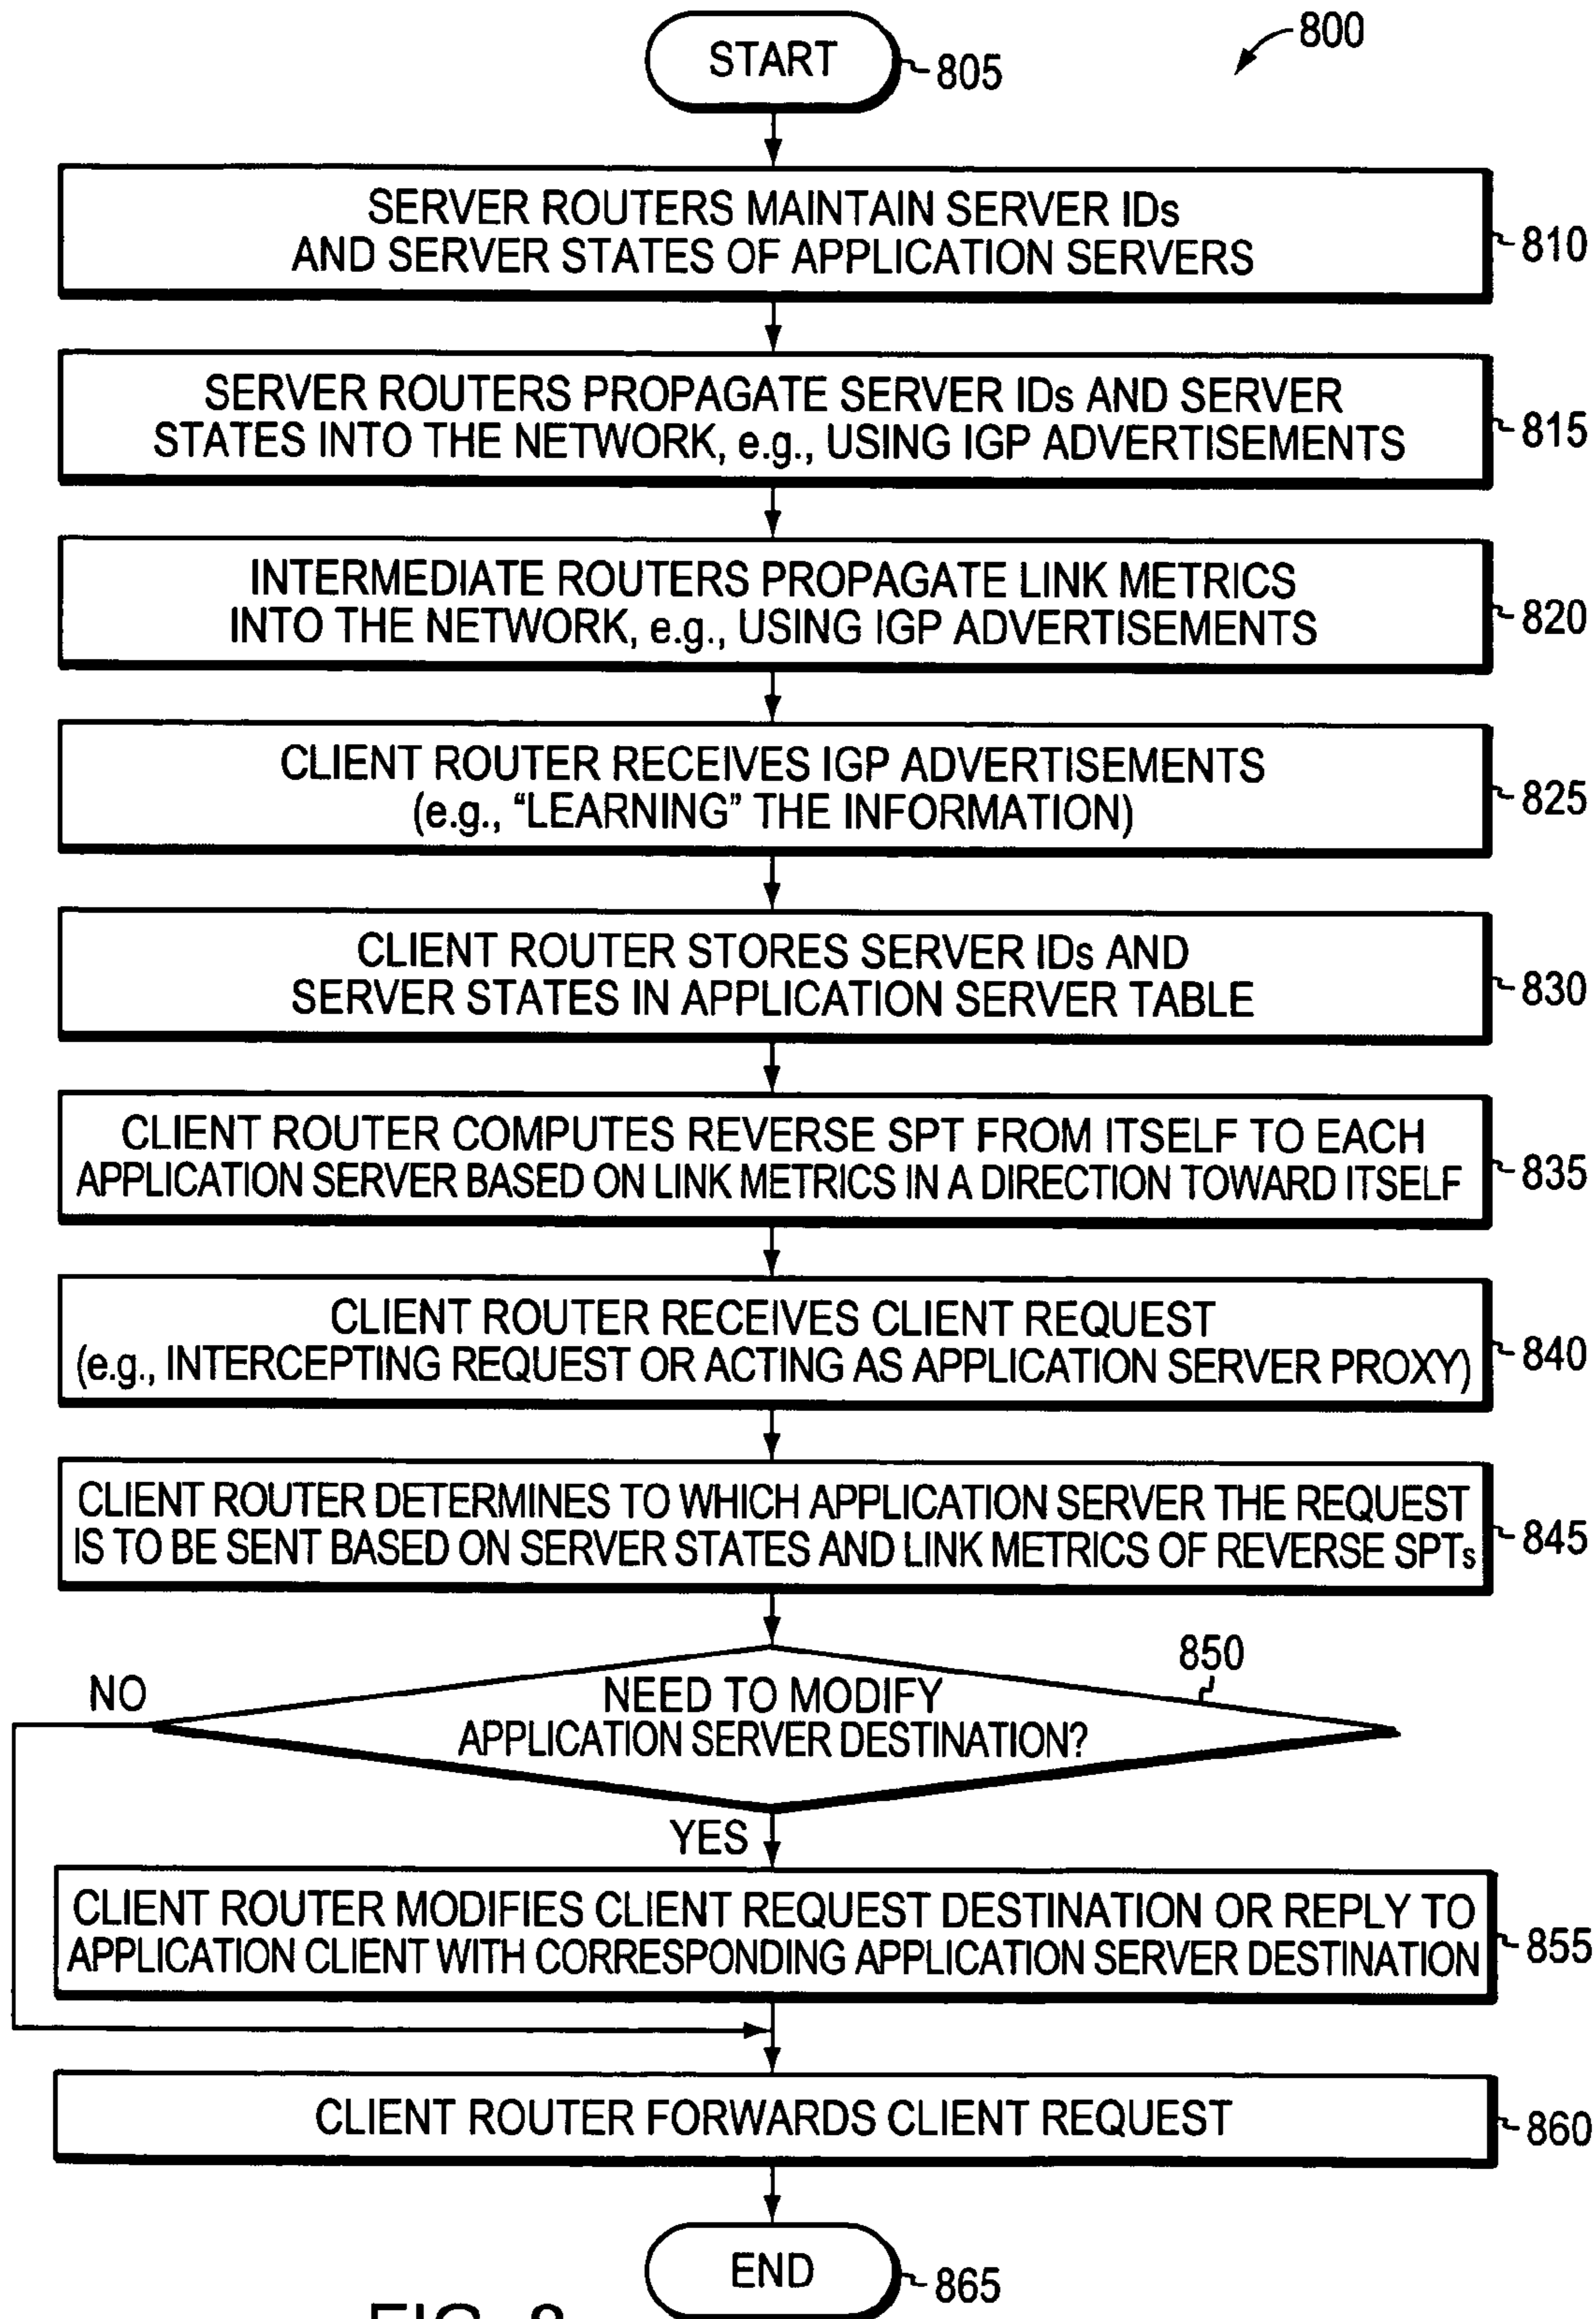 800
START
805
SERVER ROUTERS MAINTAIN SERVER IDs
AND SERVER STATES OF APPLICATION SERVERS
810
SERVER ROUTERS PROPAGATE SERVER IDs AND SERVER
STATES INTO THE NETWORK, e.g., USING IGP ADVERTISEMENTS
815
INTERMEDIATE ROUTERS PROPAGATE LINK METRICS
INTO THE NETWORK, e.g., USING IGP ADVERTISEMENTS
820
CLIENT ROUTER RECEIVES IGP ADVERTISEMENTS
(e.g., “LEARNING” THE INFORMATION)
825
CLIENT ROUTER STORES SERVER IDs AND
SERVER STATES IN APPLICATION SERVER TABLE
830
CLIENT ROUTER COMPUTES REVERSE SPT FROM ITSELF TO EACH
APPLICATION SERVER BASED ON LINK METRICS IN A DIRECTION TOWARD ITSELF
835
CLIENT ROUTER RECEIVES CLIENT REQUEST
(e.g., INTERCEPTING REQUEST OR ACTING AS APPLICATION SERVER PROXY)
840
CLIENT ROUTER DETERMINES TO WHICH APPLICATION SERVER THE REQUEST
IS TO BE SENT BASED ON SERVER STATES AND LINK METRICS OF REVERSE SPTs
845
850
NO
NEED TO MODIFY
APPLICATION SERVER DESTINATION?
YES
CLIENT ROUTER MODIFIES CLIENT REQUEST DESTINATION OR REPLY TO
APPLICATION CLIENT WITH CORRESPONDING APPLICATION SERVER DESTINATION
855
CLIENT ROUTER FORWARDS CLIENT REQUEST
860
END
865
FIG. 8